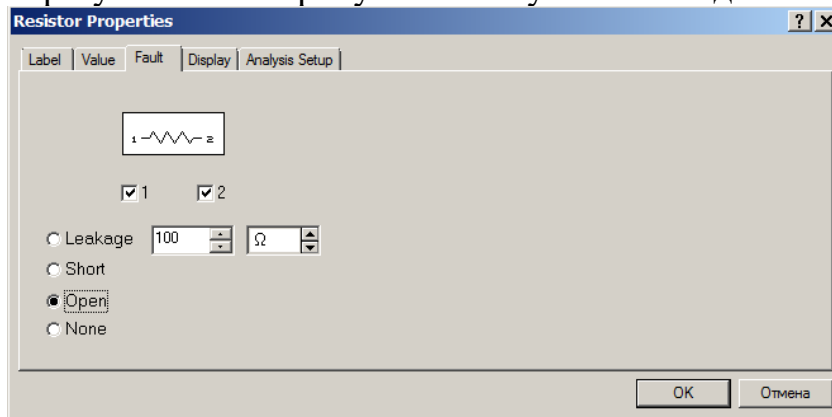 Resistor Properties ? X
Label Value Fault Display Analysis Setup
1 2
1 2
Leakage 100 Ω
Short
Open
None
OK Отмена